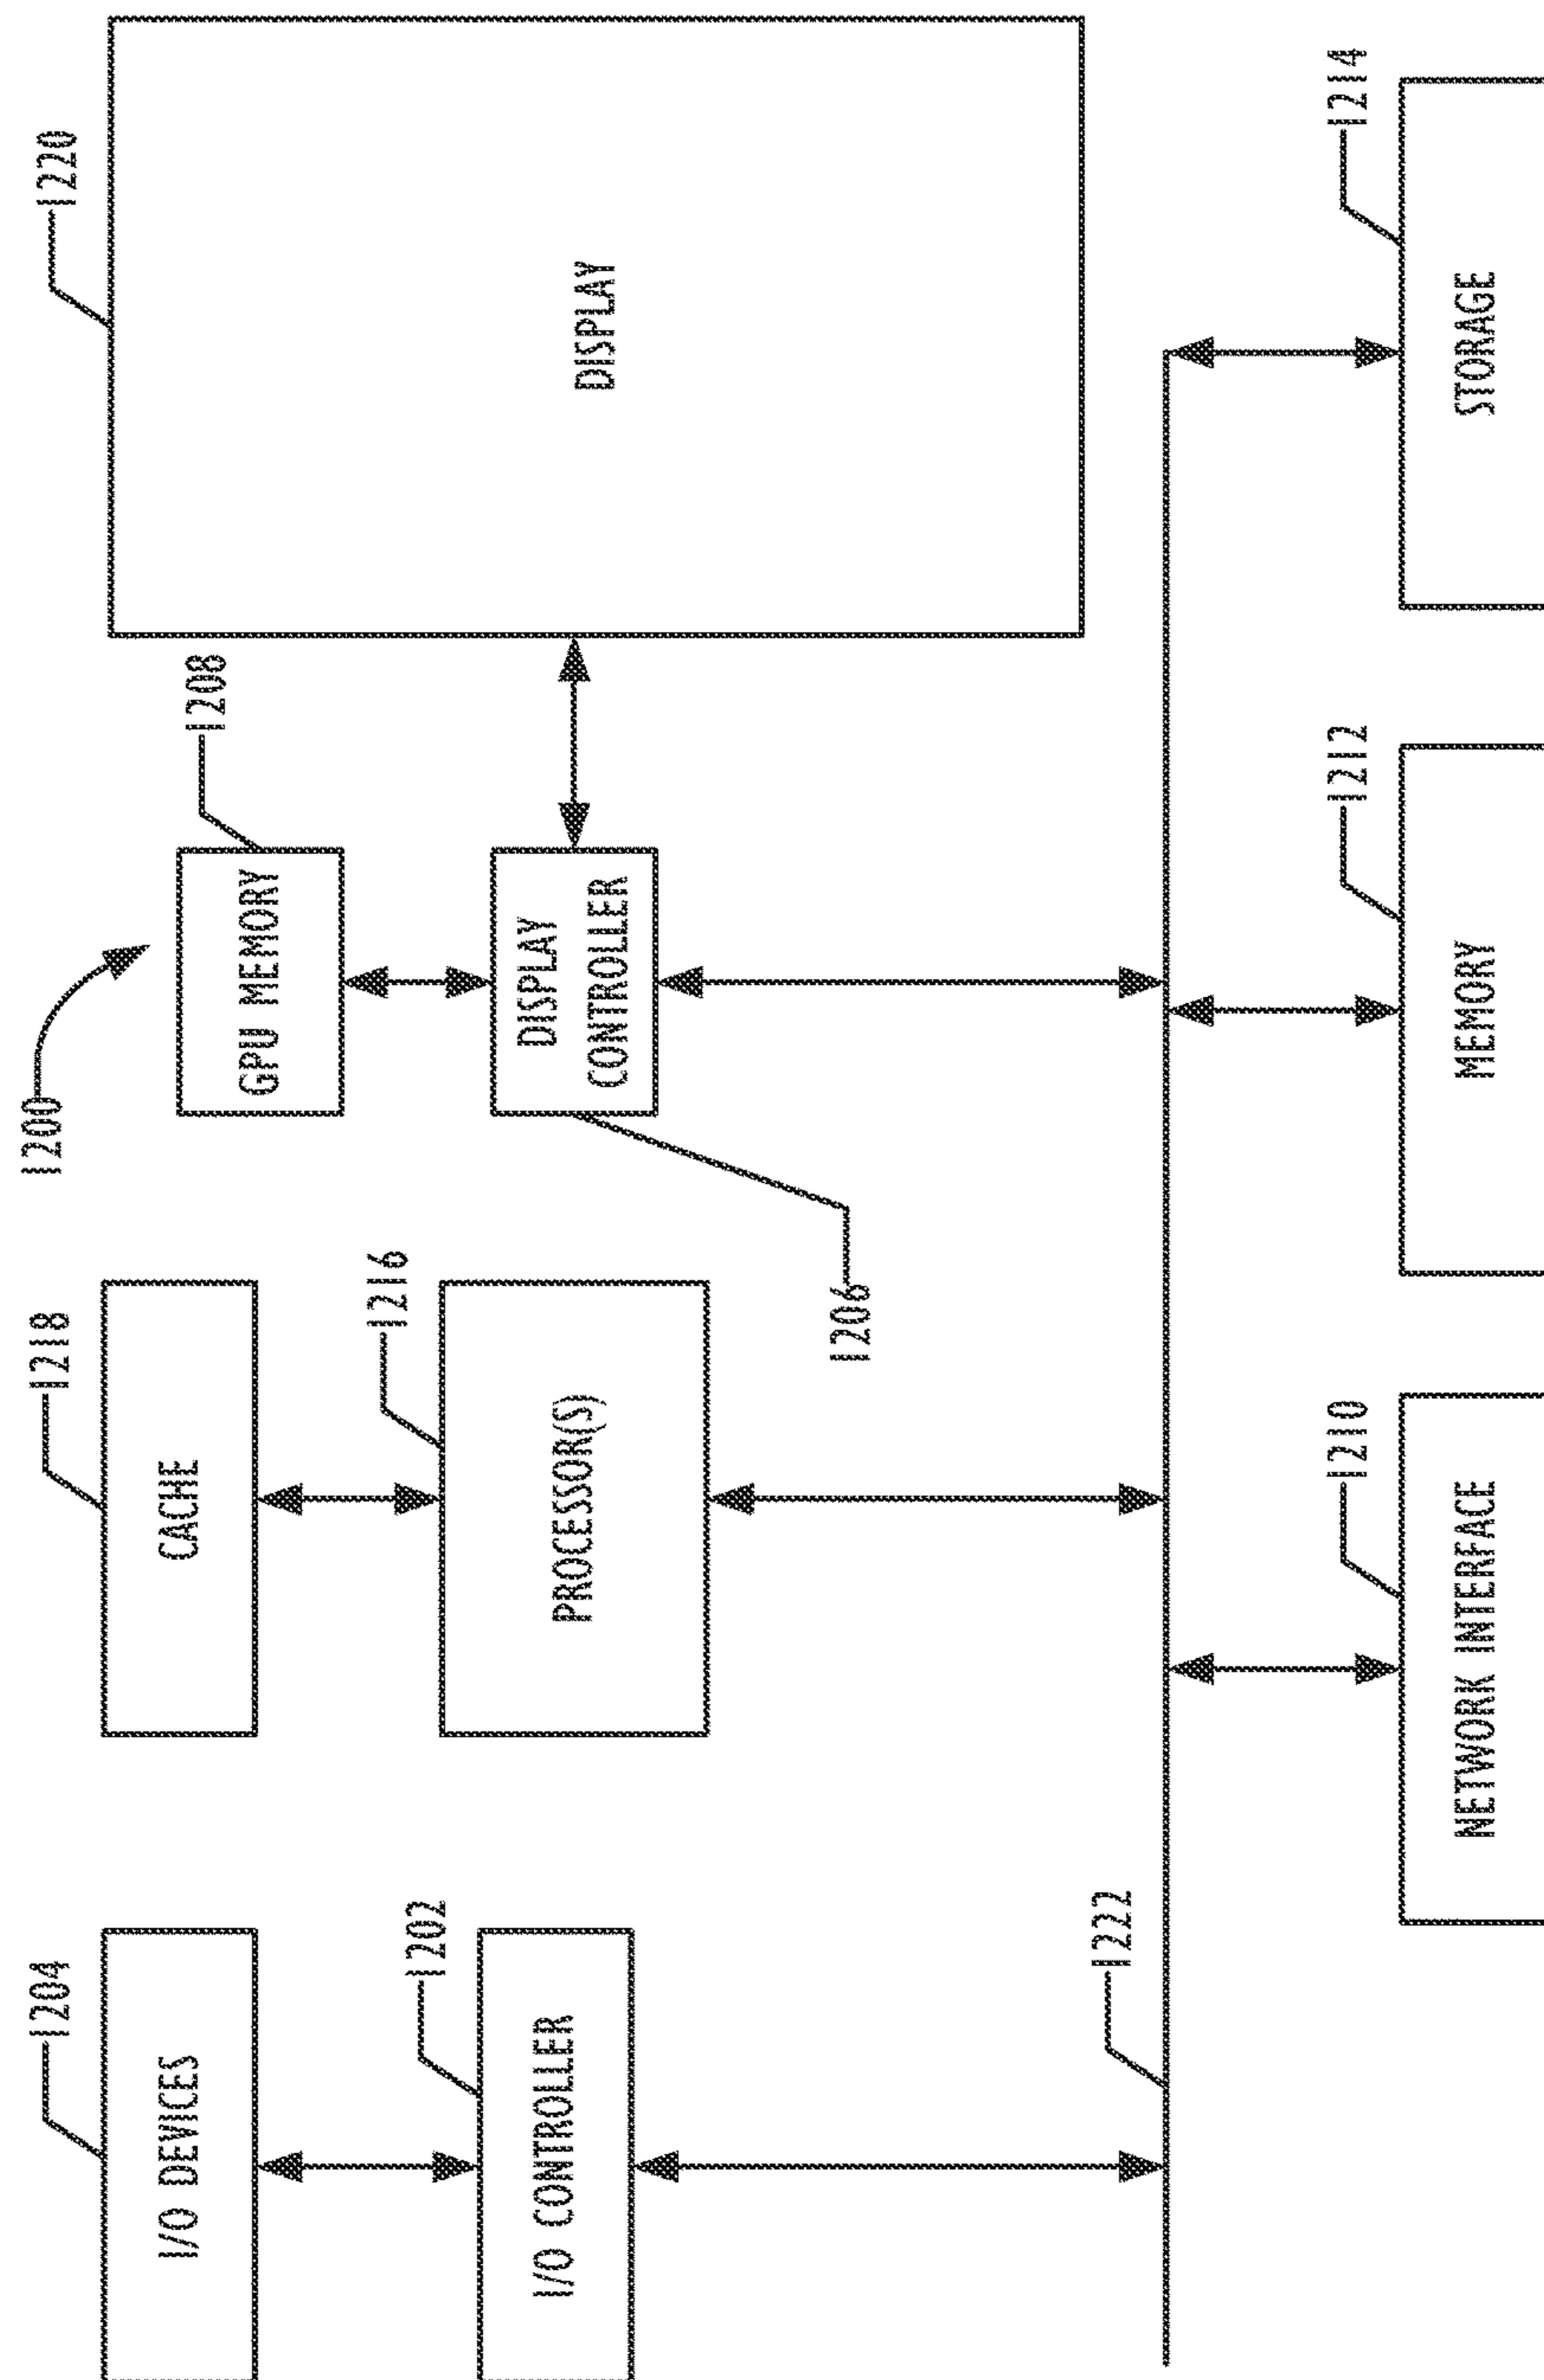 1200
1204
I/O DEVICES
1218
CACHE
1208
GPU MEMORY
1220
DISPLAY
1202
I/O CONTROLLER
1216
PROCESSOR(S)
DISPLAY
CONTROLLER
1206
1222
1210
NETWORK INTERFACE
1212
MEMORY
1214
STORAGE